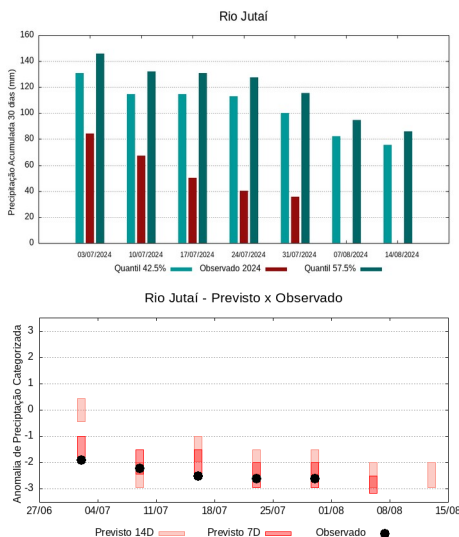 Rio Jutaí
Precipitação Acumulada 30 dias (mm)
160
140
120
100
80
60
40
20
0
03/07/2024 10/07/2024 17/07/2024 24/07/2024 31/07/2024 07/08/2024 14/08/2024
Quantil 42.5% Observado 2024 Quantil 57.5%
Rio Jutaí - Previsto x Observado
Anomalia de Preciptação Categorizada
3
2
1
0
-1
-2
-3
27/06 04/07 11/07 18/07 25/07 01/08 08/08 15/08
Previsto 14D Previsto 7D Observado